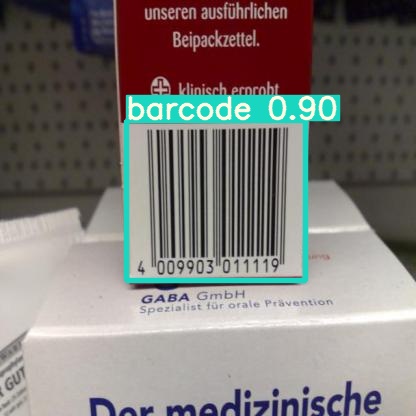 unseren ausführlichen
Beipackzettel.
klinisch erprobt
barcode 0.90
4 009903 011119
GABA GmbH
Spezialist für orale Prävention
Der medizinische
GUT